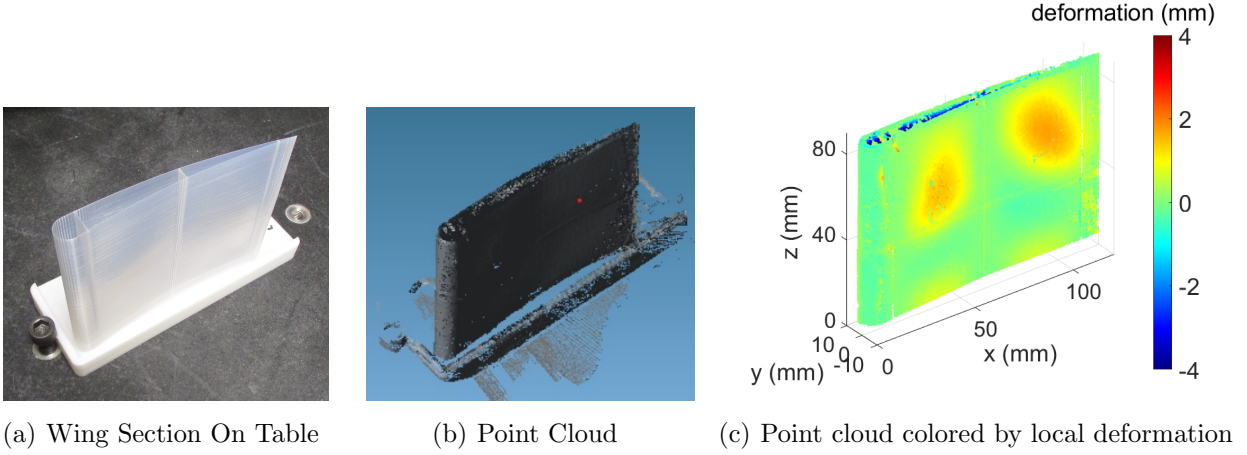 deformation (mm)
4
2
0
-2
-4
80
40
0
z (mm)
10
0
-10
y (mm)
0
50
100
x (mm)
(a) Wing Section On Table
(b) Point Cloud
(c) Point cloud colored by local deformation